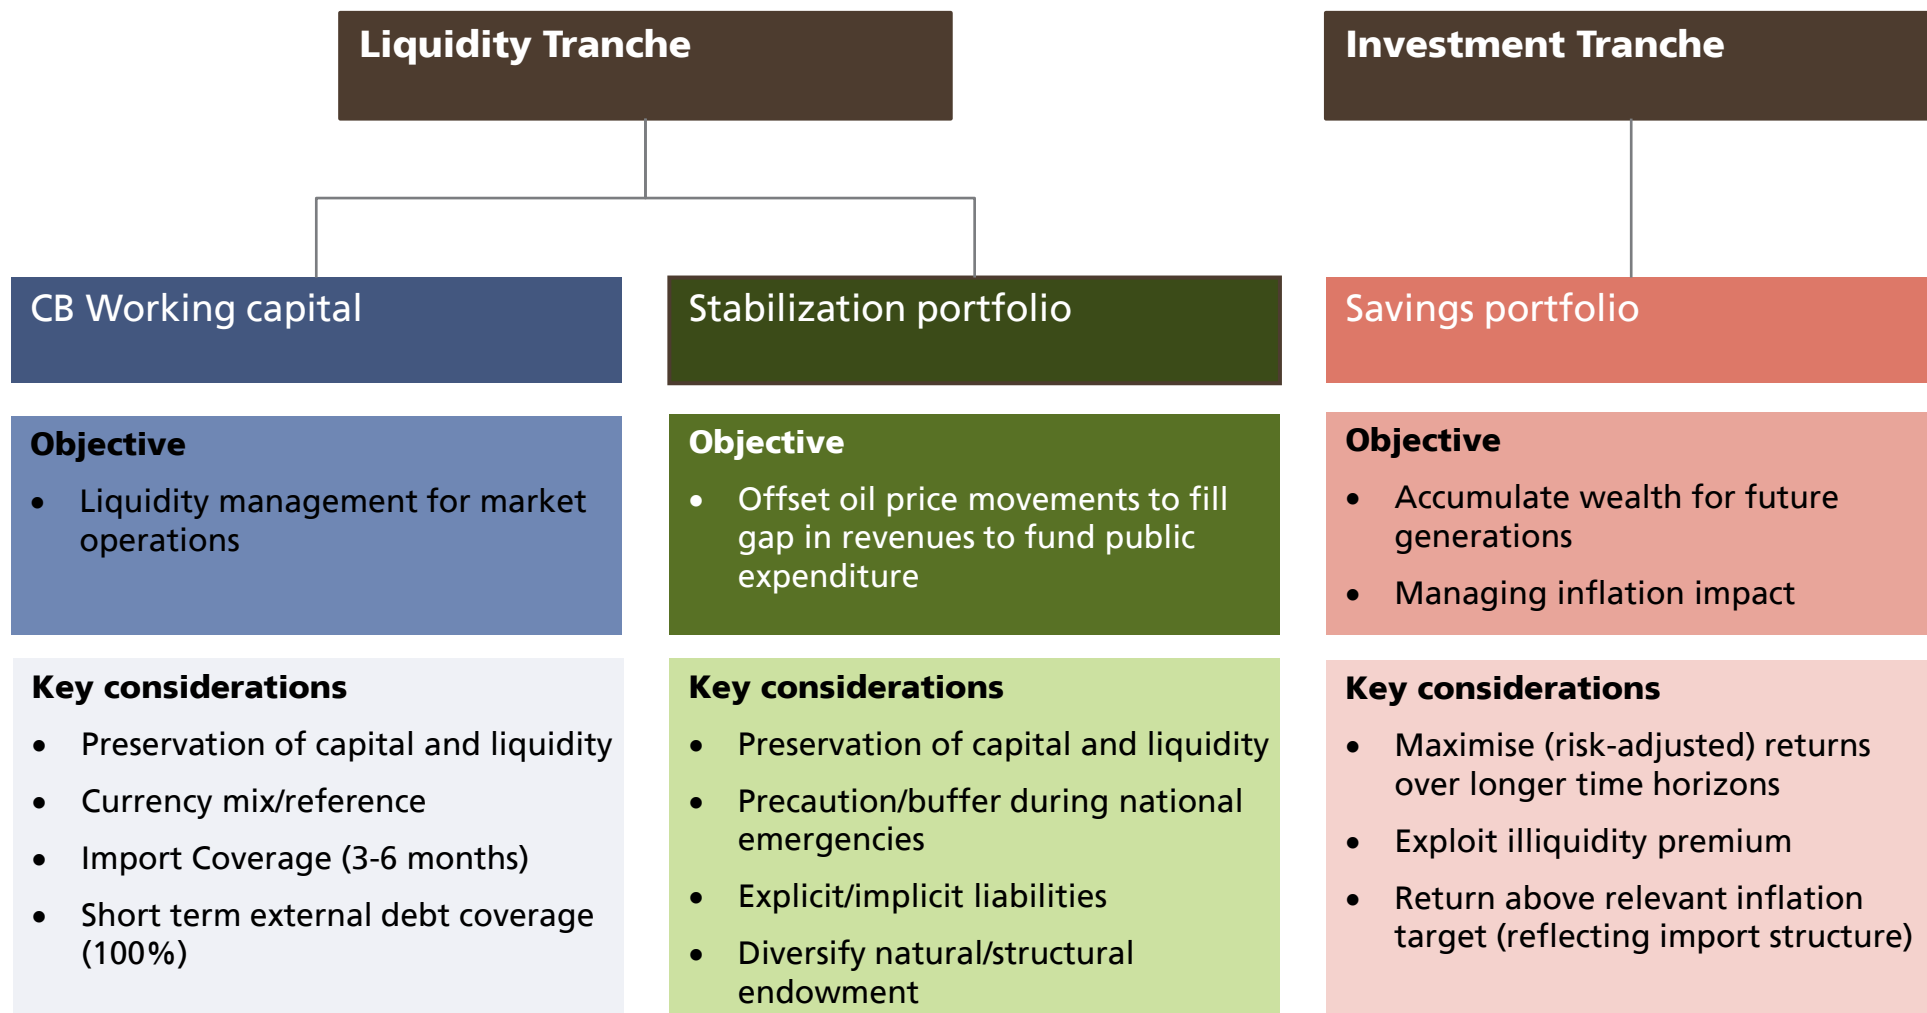 Liquidity Tranche
Investment Tranche
CB Working capital
Stabilization portfolio
Savings portfolio
Objective
• Liquidity management for market
operations
Objective
• Offset oil price movements to fill
gap in revenues to fund public
expenditure
Objective
• Accumulate wealth for future
generations
• Managing inflation impact
Key considerations
• Preservation of capital and liquidity
• Currency mix/reference
• Import Coverage (3-6 months)
• Short term external debt coverage
(100%)
Key considerations
• Preservation of capital and liquidity
• Precaution/buffer during national
emergencies
• Explicit/implicit liabilities
• Diversify natural/structural
endowment
Key considerations
• Maximise (risk-adjusted) returns
over longer time horizons
• Exploit illiquidity premium
• Return above relevant inflation
target (reflecting import structure)